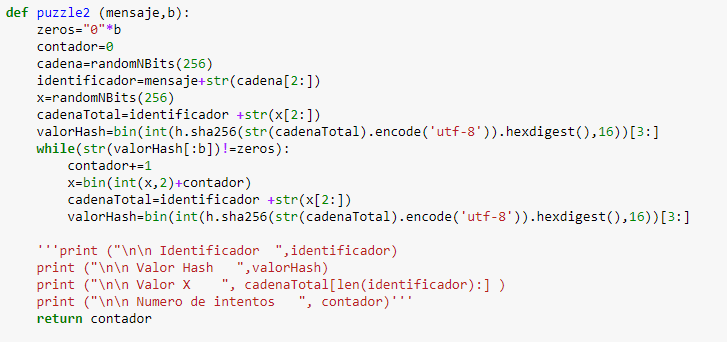 def puzzle2 (mensaje,b):
    zeros="0"*b
    contador=0
    cadena=randomNBits(256)
    identificador=mensaje+str(cadena[2:])
    x=randomNBits(256)
    cadenaTotal=identificador +str(x[2:])
    valorHash=bin(int(h.sha256(str(cadenaTotal).encode('utf-8')).hexdigest(),16))[3:]
    while(str(valorHash[:b])!=zeros):
        contador+=1
        x=bin(int(x,2)+contador)
        cadenaTotal=identificador +str(x[2:])
        valorHash=bin(int(h.sha256(str(cadenaTotal).encode('utf-8')).hexdigest(),16))[3:]
    '''print ("\n\n Identificador  ",identificador)
    print ("\n\n Valor Hash   ",valorHash)
    print ("\n\n Valor X    ", cadenaTotal[len(identificador):] )
    print ("\n\n Numero de intentos   ", contador)'''
    return contador